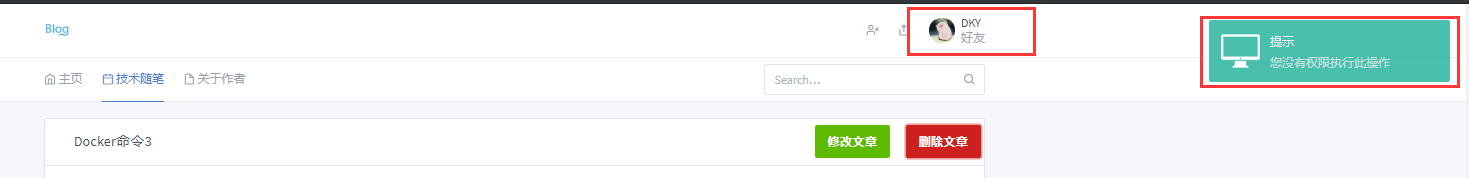 Blog
DKY
好友
提示
您没有权限执行此操作
主页
技术随笔
关于作者
Search...
Docker命令3
修改文章
删除文章